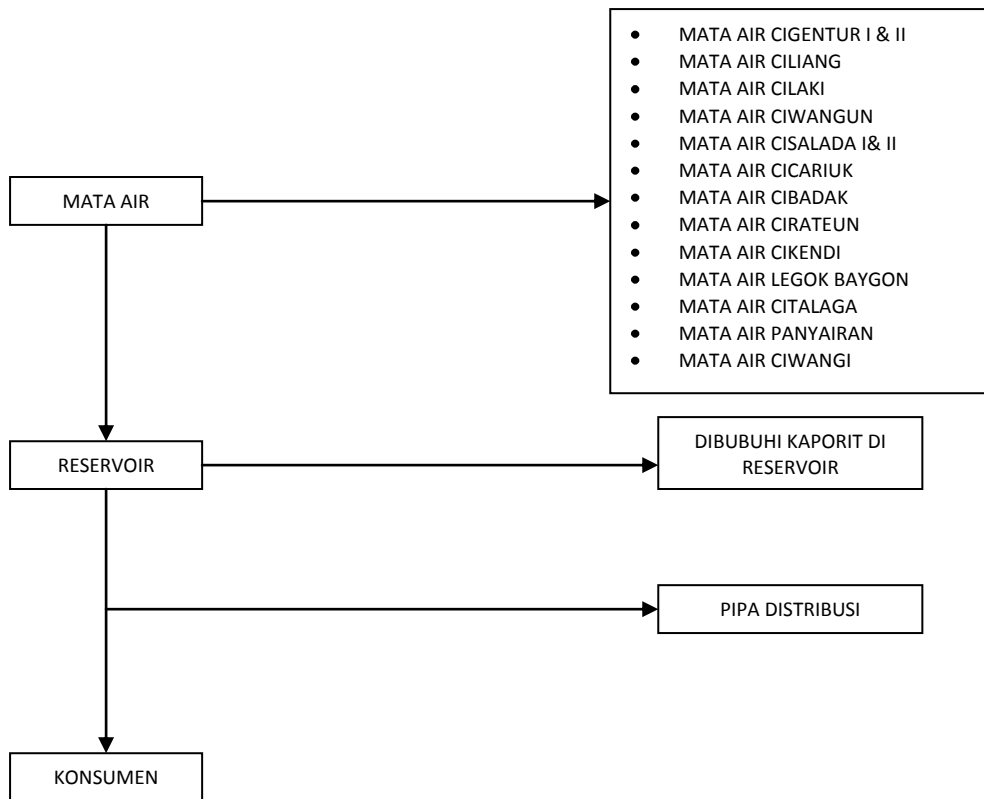 • MATA AIR CIGENTUR I & II
• MATA AIR CILIANG
• MATA AIR CILAKI
• MATA AIR CIWANGUN
• MATA AIR CISALADA I& II
• MATA AIR CICARIUK
• MATA AIR CIBADAK
• MATA AIR CIRATEUN
• MATA AIR CIKENDI
• MATA AIR LEGOK BAYGON
• MATA AIR CITALAGA
• MATA AIR PANYAIRAN
• MATA AIR CIWANGI
MATA AIR
RESERVOIR
DIBUBUHI KAPORIT DI
RESERVOIR
PIPA DISTRIBUSI
KONSUMEN